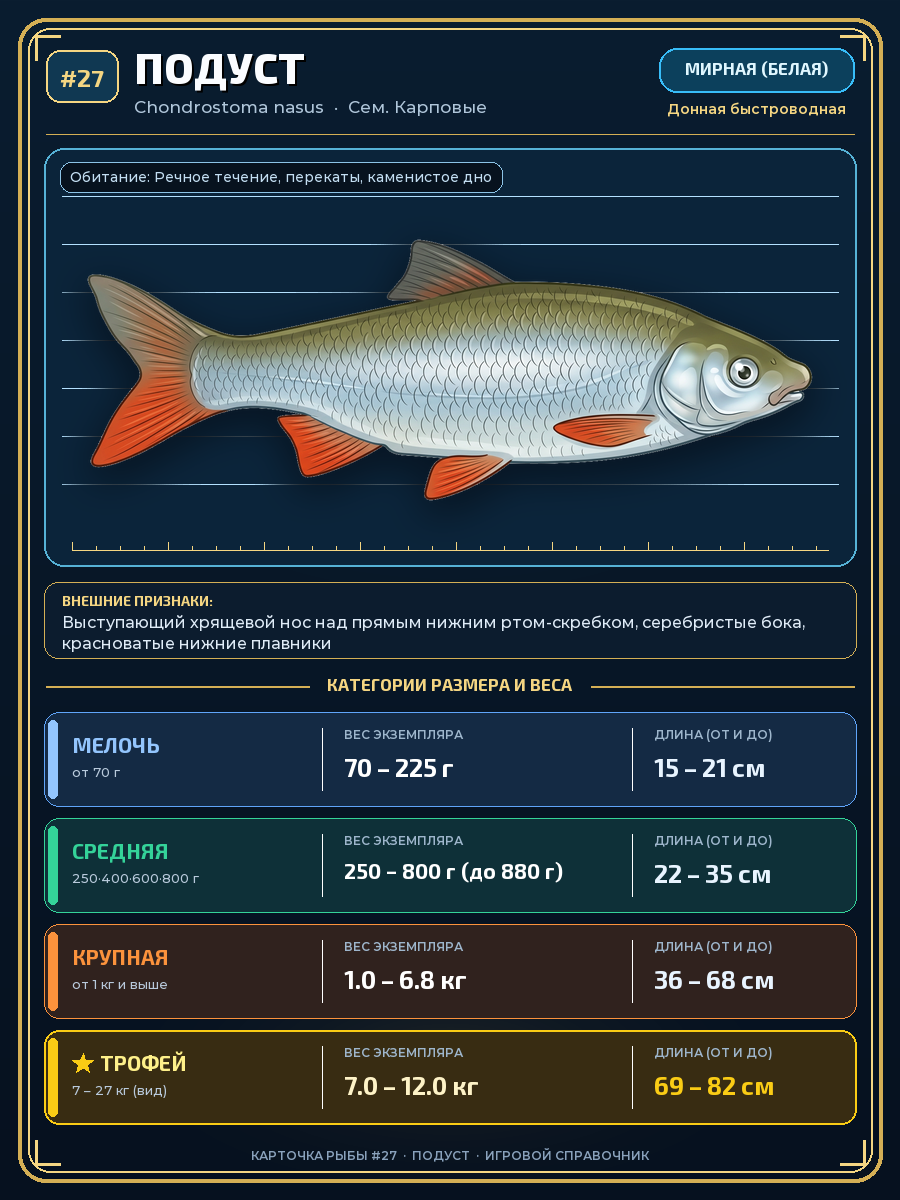 #27
ПОДУСТ
Chondrostoma nasus · Сем. Карповые
МИРНАЯ (БЕЛАЯ)
Донная быстроводная
Обитание: Речное течение, перекаты, каменистое дно
ВНЕШНИЕ ПРИЗНАКИ:
Выступающий хрящевой нос над прямым нижним ртом-скребком, серебристые бока,
красноватые нижние плавники
КАТЕГОРИИ РАЗМЕРА И ВЕСА
МЕЛОЧЬ
от 70 г
ВЕС ЭКЗЕМПЛЯРА
70 – 225 г
ДЛИНА (ОТ И ДО)
15 – 21 см
СРЕДНЯЯ
250·400·600·800 г
ВЕС ЭКЗЕМПЛЯРА
250 – 800 г (до 880 г)
ДЛИНА (ОТ И ДО)
22 – 35 см
КРУПНАЯ
от 1 кг и выше
ВЕС ЭКЗЕМПЛЯРА
1.0 – 6.8 кг
ДЛИНА (ОТ И ДО)
36 – 68 см
★ ТРОФЕЙ
7 – 27 кг (вид)
ВЕС ЭКЗЕМПЛЯРА
7.0 – 12.0 кг
ДЛИНА (ОТ И ДО)
69 – 82 см
КАРТОЧКА РЫБЫ #27 · ПОДУСТ · ИГРОВОЙ СПРАВОЧНИК